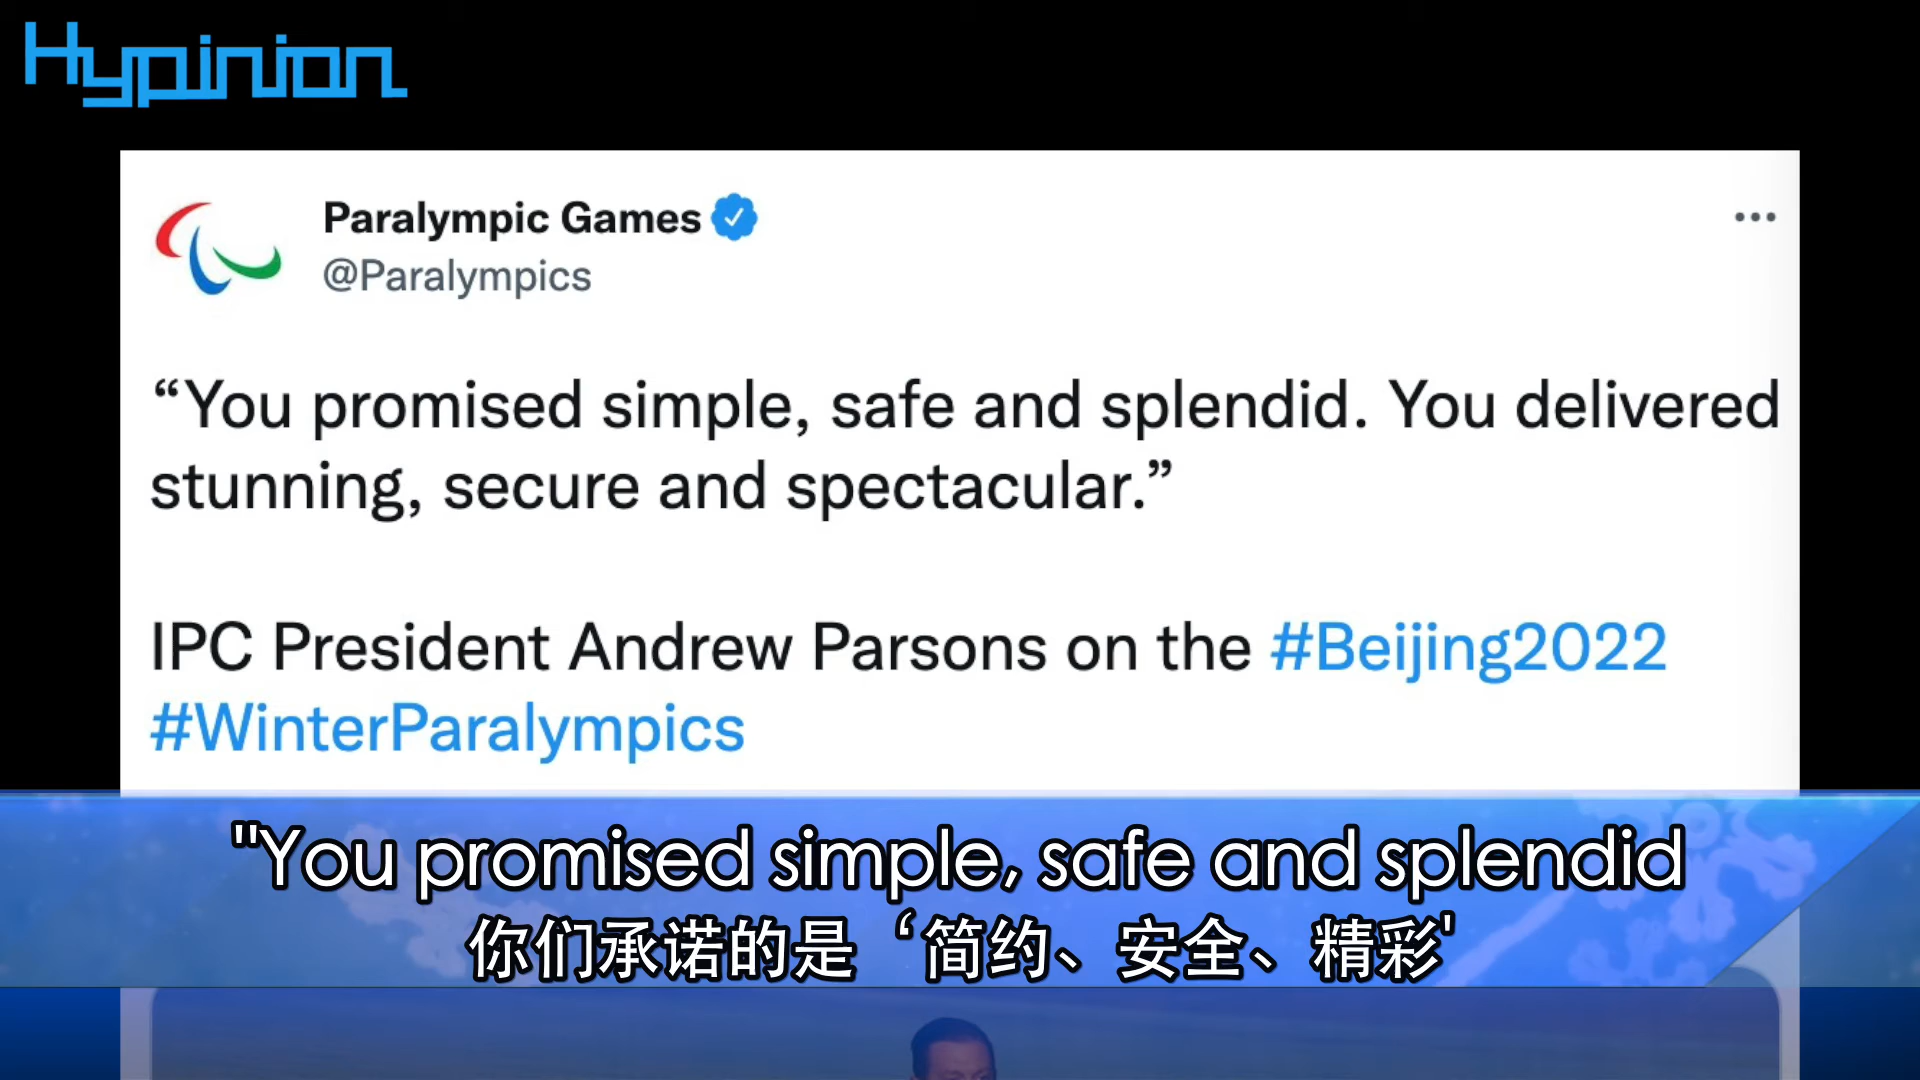 Hypinion
Paralympic Games
@Paralympics
“You promised simple, safe and splendid. You delivered
stunning, secure and spectacular.”
IPC President Andrew Parsons on the #Beijing2022
#WinterParalympics
"You promised simple, safe and splendid
你们承诺的是‘简约、安全、精彩'